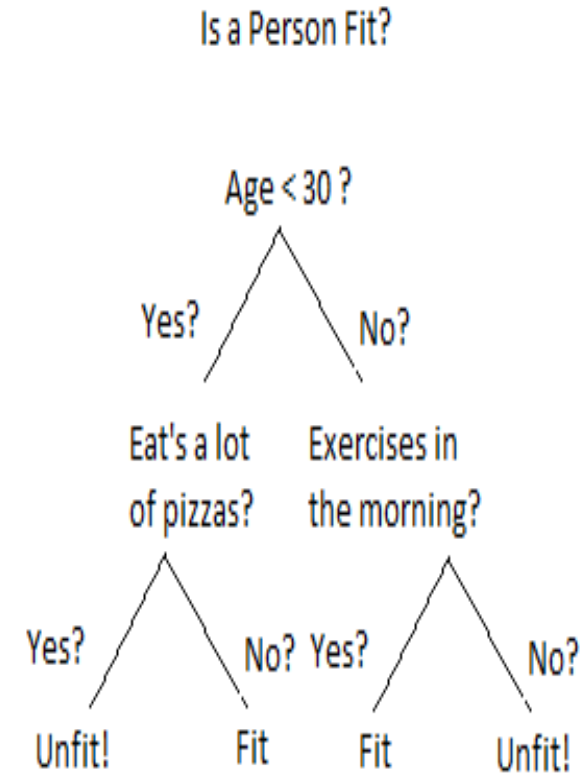 Is a Person Fit?
Age < 30 ?
Yes?
No?
Eat's a lot
of pizzas?
Exercises in
the morning?
Yes?
No?
Yes?
No?
Unfit!
Fit
Fit
Unfit!